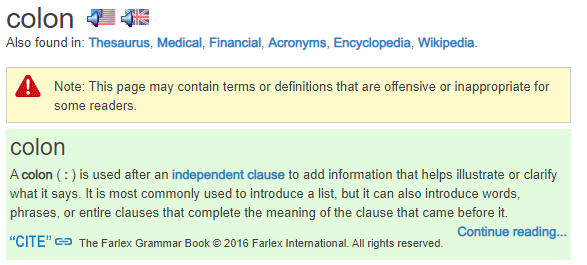 colon
Also found in: Thesaurus, Medical, Financial, Acronyms, Encyclopedia, Wikipedia.
Note: This page may contain terms or definitions that are offensive or inappropriate for
some readers.
colon
A colon ( : ) is used after an independent clause to add information that helps illustrate or clarify
what it says. It is most commonly used to introduce a list, but it can also introduce words,
phrases, or entire clauses that complete the meaning of the clause that came before it.
Continue reading...
“CITE” The Farlex Grammar Book © 2016 Farlex International. All rights reserved.